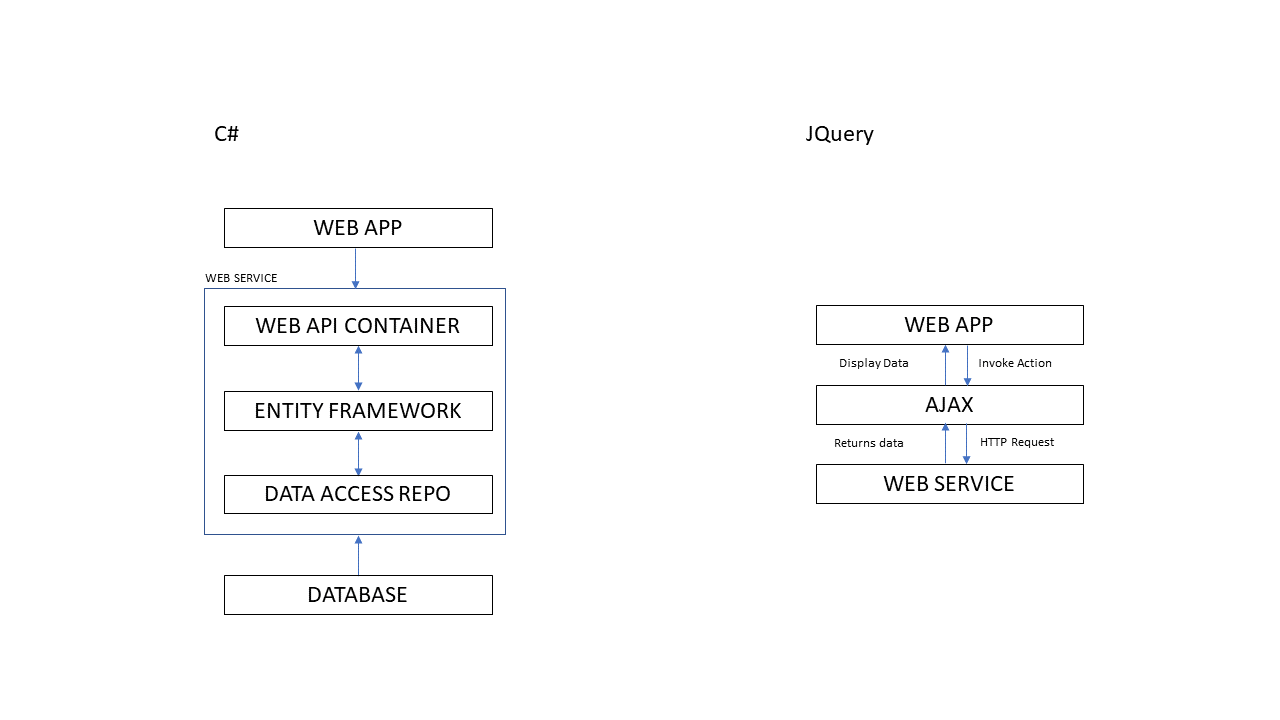 C#
WEB APP
WEB SERVICE
WEB API CONTAINER
ENTITY FRAMEWORK
DATA ACCESS REPO
DATABASE
JQuery
WEB APP
Display Data
Invoke Action
AJAX
Returns data
HTTP Request
WEB SERVICE